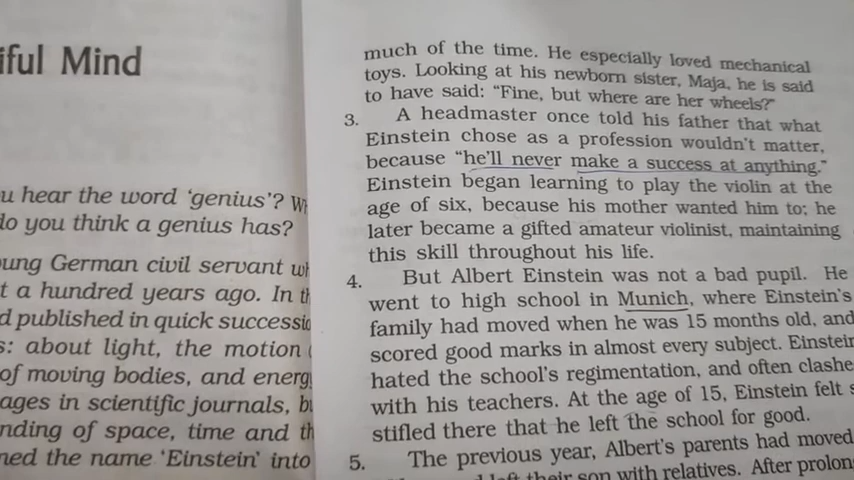 iful Mind
u hear the word ‘genius’?
do you think a genius has?
ung German civil servant
t a hundred years ago. In
d published in quick
s: about light, the motion
of moving bodies, and
ages in scientific journals,
nding of space, time and
ned the name ‘Einstein’ into
much of the time. He especially loved mechanical
toys. Looking at his newborn sister, Maja, he is said
to have said: “Fine, but where are her wheels?”
3. A headmaster once told his father that what
Einstein chose as a profession wouldn't matter,
because “he'll never make a success at anything.”
Einstein began learning to play the violin at the
age of six, because his mother wanted him to; he
later became a gifted amateur violinist, maintaining
this skill throughout his life.
4. But Albert Einstein was not a bad pupil. He
went to high school in Munich, where Einstein's
family had moved when he was 15 months old, and
scored good marks in almost every subject. Einstein
hated the school's regimentation, and often clashe
with his teachers. At the age of 15, Einstein felt s
stifled there that he left the school for good.
5. The previous year, Albert's parents had moved
left their son with relatives. After prolon